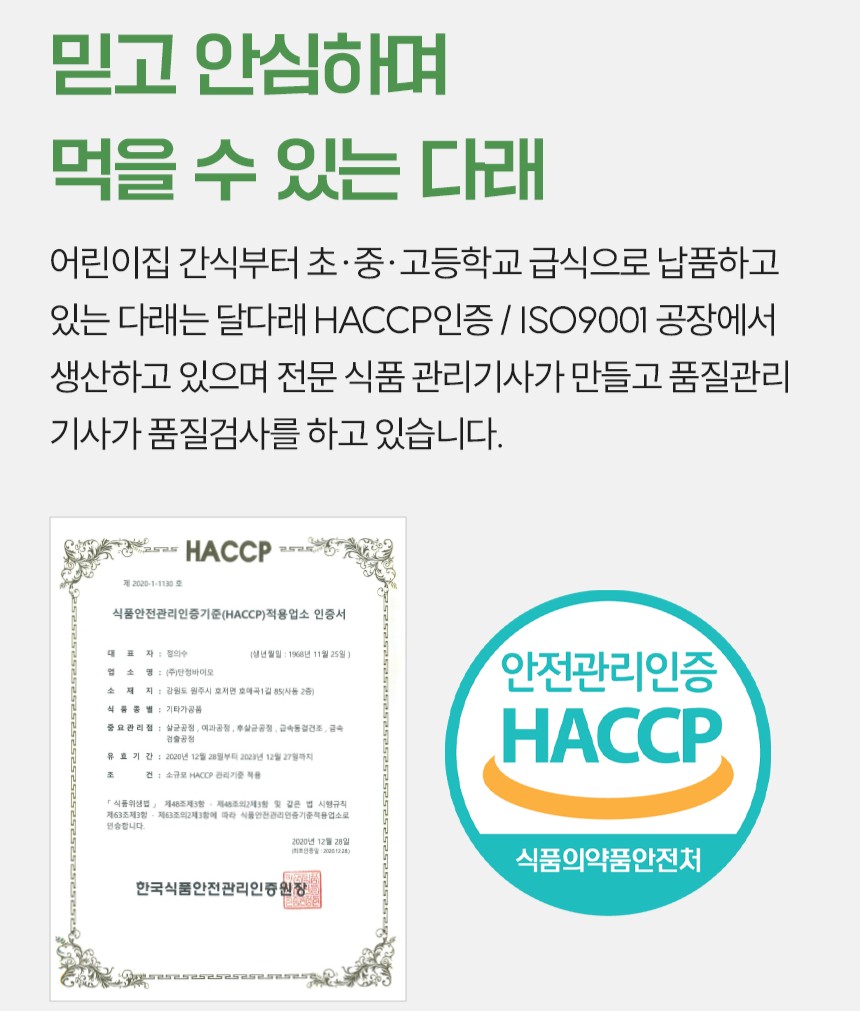 믿고 안심하며
먹을 수 있는 다래
어린이집 간식부터 초·중·고등학교 급식으로 납품하고
있는 다래는 달다래 HACCP인증 / ISO9001 공장에서
생산하고 있으며 전문 식품 관리기사가 만들고 품질관리
기사가 품질검사를 하고 있습니다.
HACCP
제 2020-1-1130 호
식품안전관리인증기준(HACCP)적용업소 인증서
대 표 자 : 정의수 (생년월일 : 1968년 11월 25일 )
업 소 명 : (주)단정바이오
소 재 지 : 강원도 원주시 호저면 호매곡1길 85(사동 2층)
식 품 종 별 : 기타가공품
중요관리점 : 살균공정 , 여과공정 , 후살균공정 , 급속동결건조 , 금속
검출공정
유 효 기 간 : 2020년 12월 28일부터 2023년 12월 27일까지
조 건 : 소규모 HACCP 관리기준 적용
「식품위생법」 제48조제3항 · 제48조의2제3항 및 같은 법 시행규칙
제63조제3항 · 제63조의2제3항에 따라 식품안전관리인증기준적용업소로
인증합니다.
2020년 12월 28일
(최초인증일 : 2020.12.28.)
한국식품안전관리인증원장
안전관리인증
HACCP
식품의약품안전처